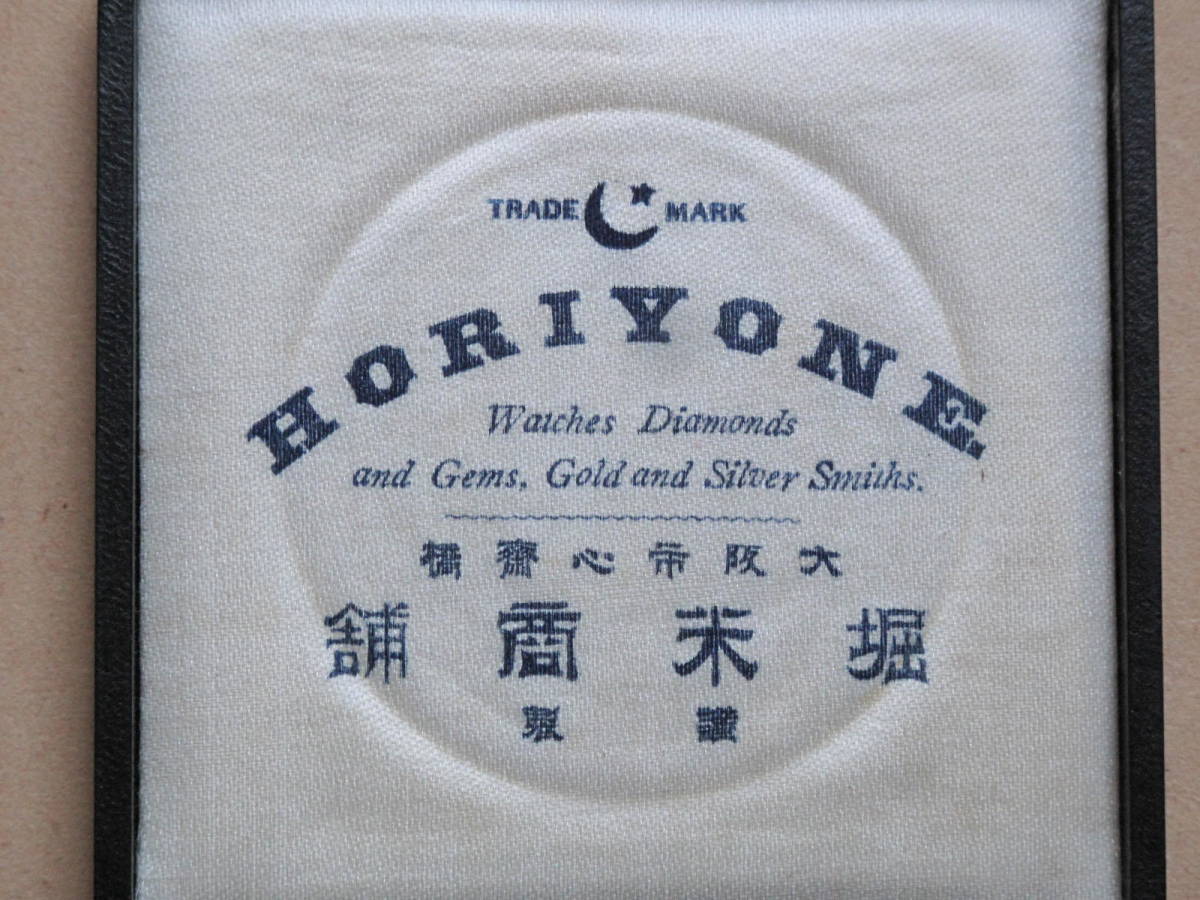 TRADE MARK
HORIYONE
Watches Diamonds
and Gems, Gold and Silver Smiths.
大阪市心齋橋
堀米商舗
謹製